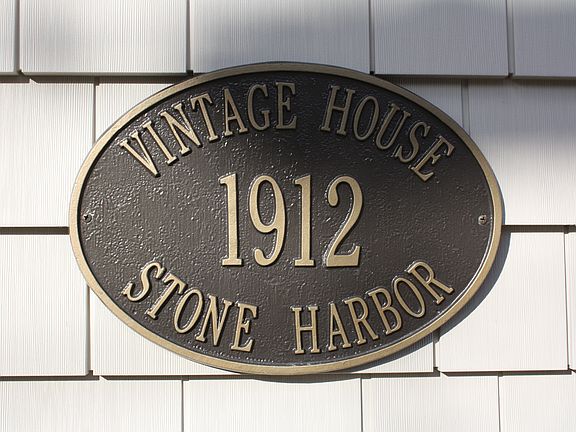 VINTAGE HOUSE
1912
STONE HARBOR